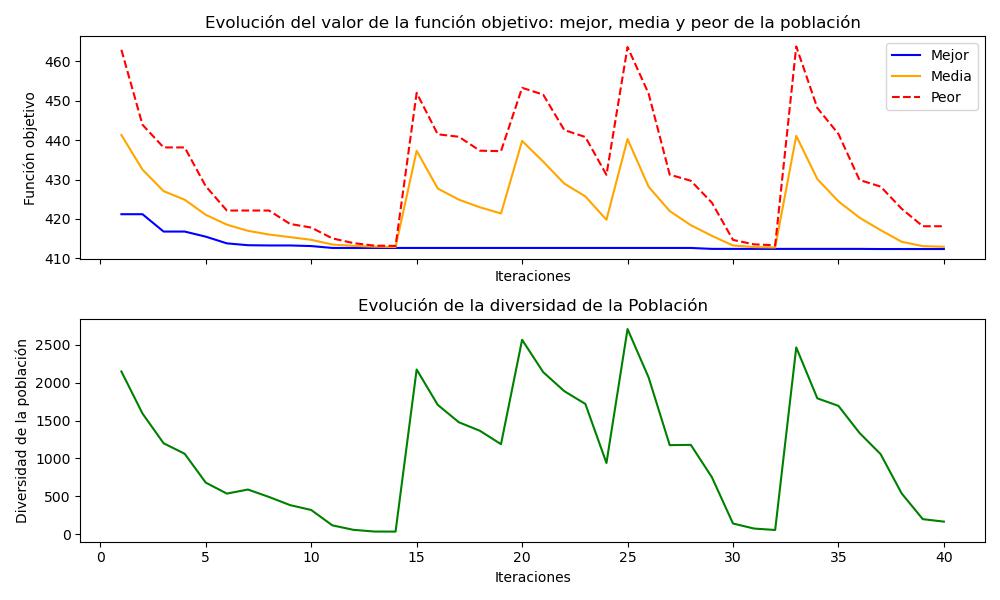 Evolución del valor de la función objetivo: mejor, media y peor de la población
Función objetivo
460
450
440
430
420
410
Mejor
Media
Peor
Iteraciones
Evolución de la diversidad de la Población
Diversidad de la población
2500
2000
1500
1000
500
0
0 5 10 15 20 25 30 35 40
Iteraciones